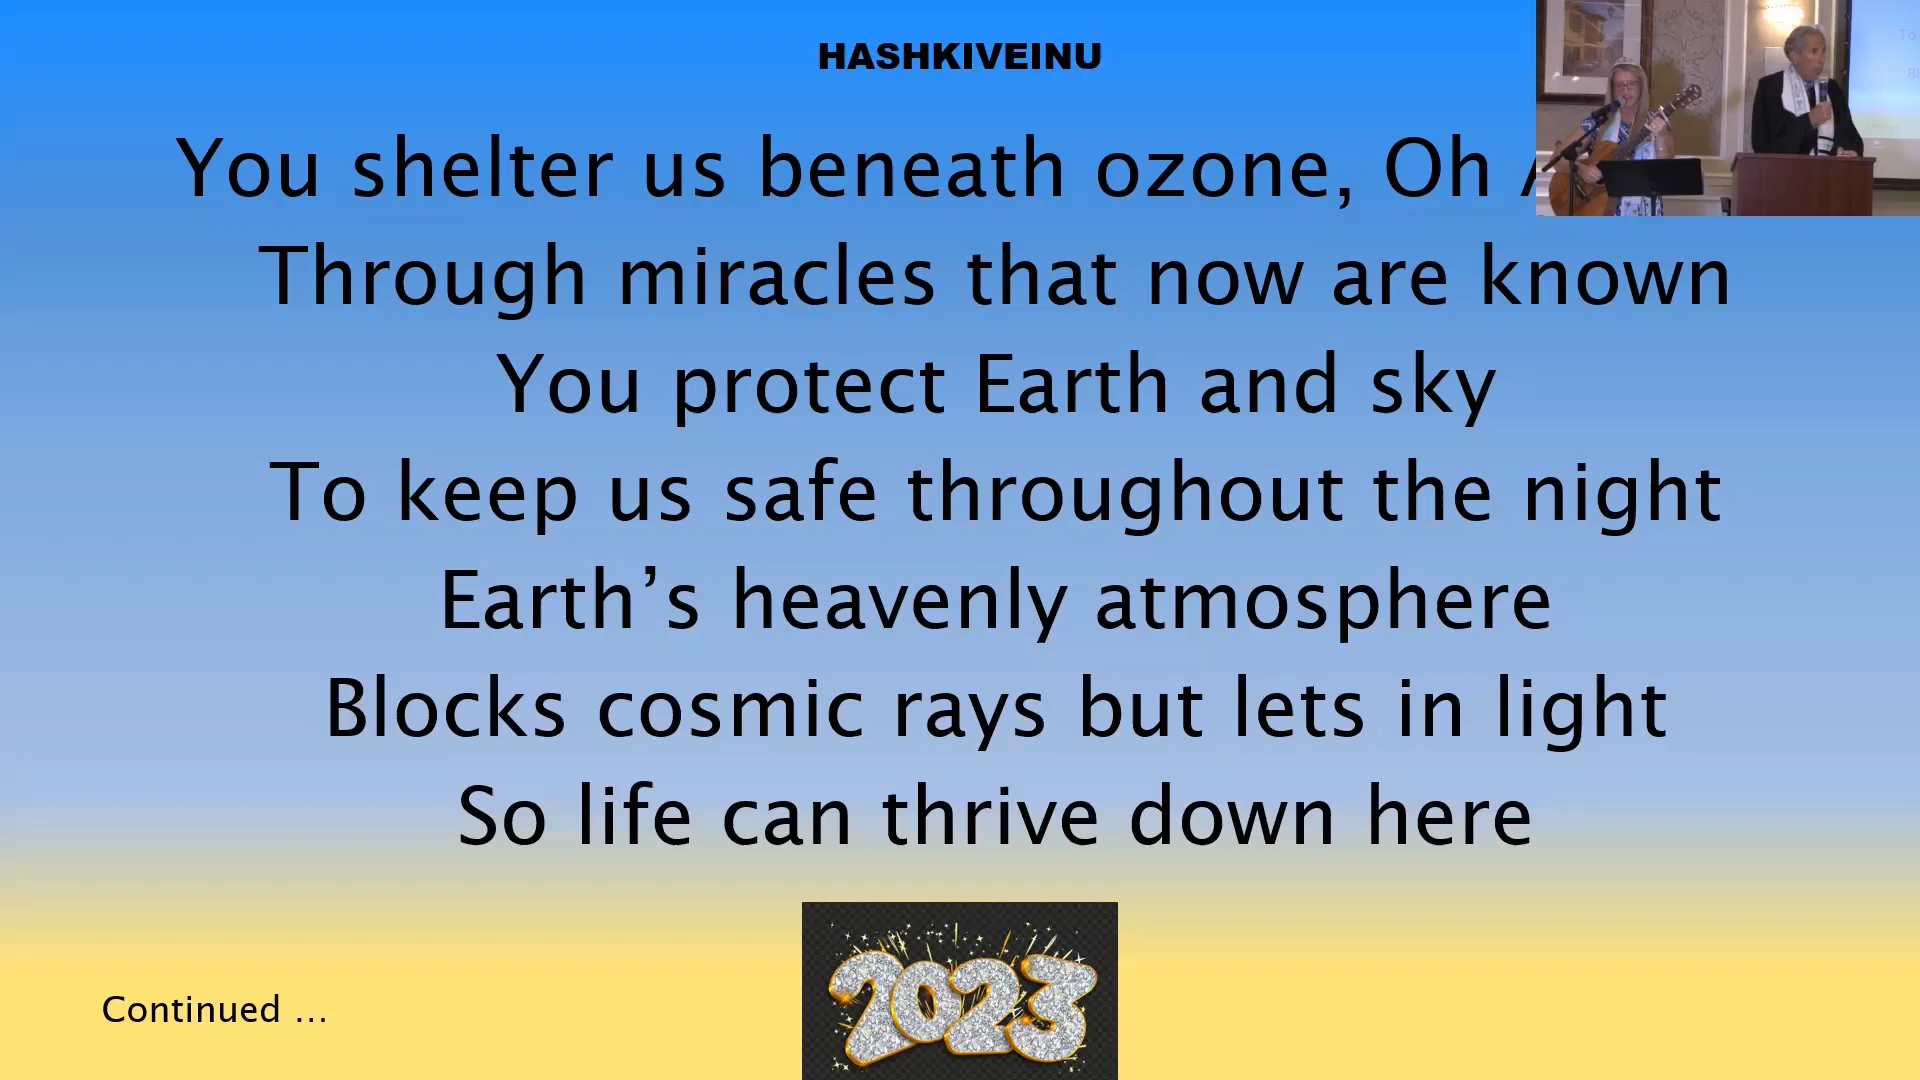 HASHKIVEINU
You shelter us beneath ozone, Oh
Through miracles that now are known
You protect Earth and sky
To keep us safe throughout the night
Earth’s heavenly atmosphere
Blocks cosmic rays but lets in light
So life can thrive down here
2023
Continued ...